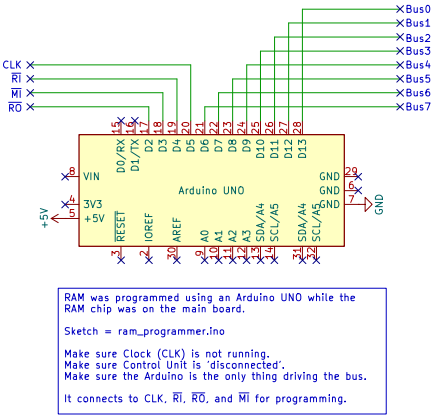 Bus0
Bus1
Bus2
Bus3
CLK Bus4
RI Bus5
MI Bus6
RO Bus7
15 16 17 18 19 20 21 22 23 24 25 26 27 28
D0/RX D1/TX D2 D3 D4 D5 D6 D7 D8 D9 D10 D11 D12 D13
8 VIN GND 29
Arduino UNO
GND 6
4 3V3 GND 7 GND
+5V 5 +5V
RESET IOREF AREF A0 A1 A2 A3 SDA/A4 SCL/A5 SDA/A4 SCL/A5
3 2 30 9 10 11 12 13 14 31 32
RAM was programmed using an Arduino UNO while the
RAM chip was on the main board.
Sketch = ram_programmer.ino
Make sure Clock (CLK) is not running.
Make sure Control Unit is 'disconnected'.
Make sure the Arduino is the only thing driving the bus.
It connects to CLK, RI, RO, and MI for programming.